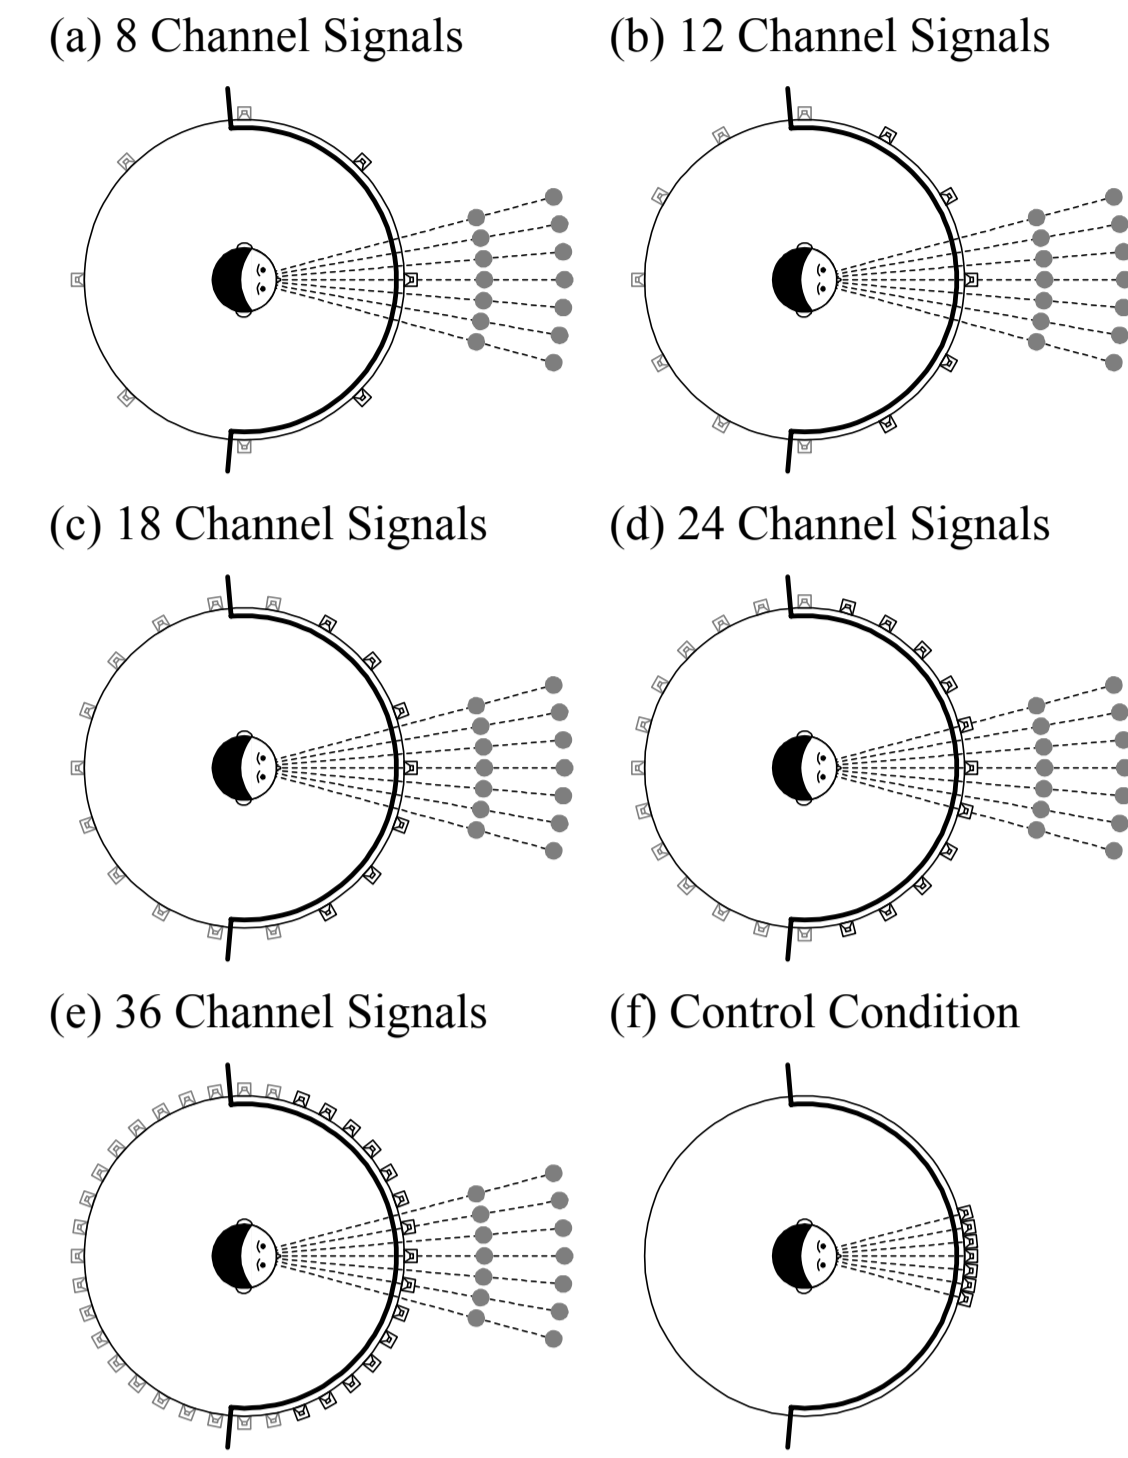 (a) 8 Channel Signals
(b) 12 Channel Signals
(c) 18 Channel Signals
(d) 24 Channel Signals
(e) 36 Channel Signals
(f) Control Condition